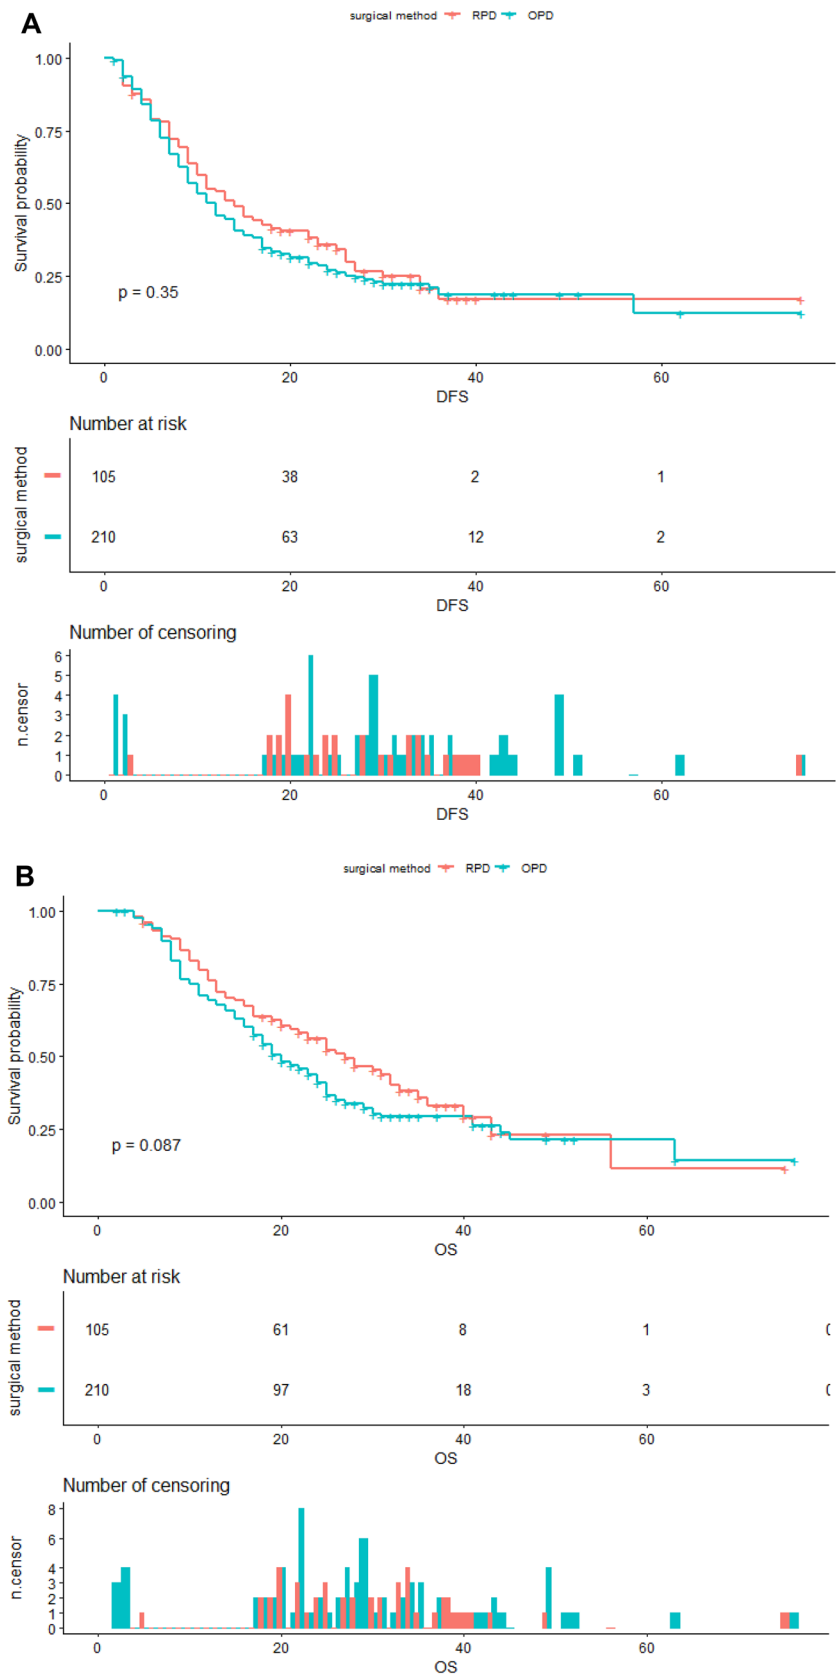 A
surgical method RPD OPD
Survival probability
1.00
0.75
0.50
0.25
0.00
p = 0.35
0 20 40 60
DFS
Number at risk
surgical method
105 38 2 1
210 63 12 2
0 20 40 60
DFS
Number of censoring
n.censor
6
5
4
3
2
1
0
0 20 40 60
DFS
B
surgical method RPD OPD
Survival probability
1.00
0.75
0.50
0.25
0.00
p = 0.087
0 20 40 60
OS
Number at risk
surgical method
105 61 8 1
210 97 18 3
0 20 40 60
OS
Number of censoring
n.censor
8
6
4
3
2
1
0
0 20 40 60
OS